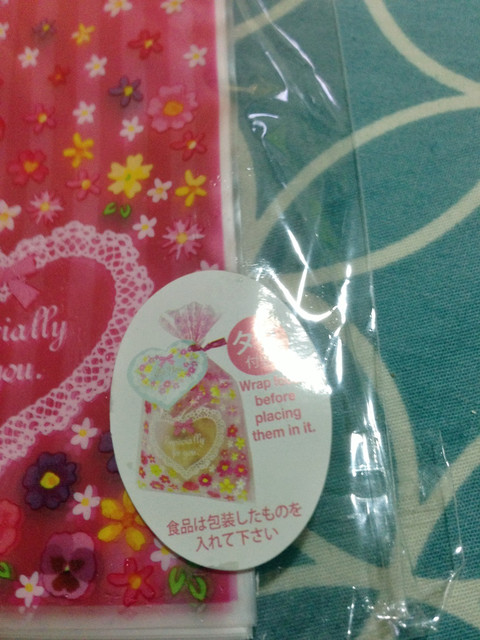 cially
you.
Wrap
before
placing
them in it.
食品は包装したものを
入れて下さい